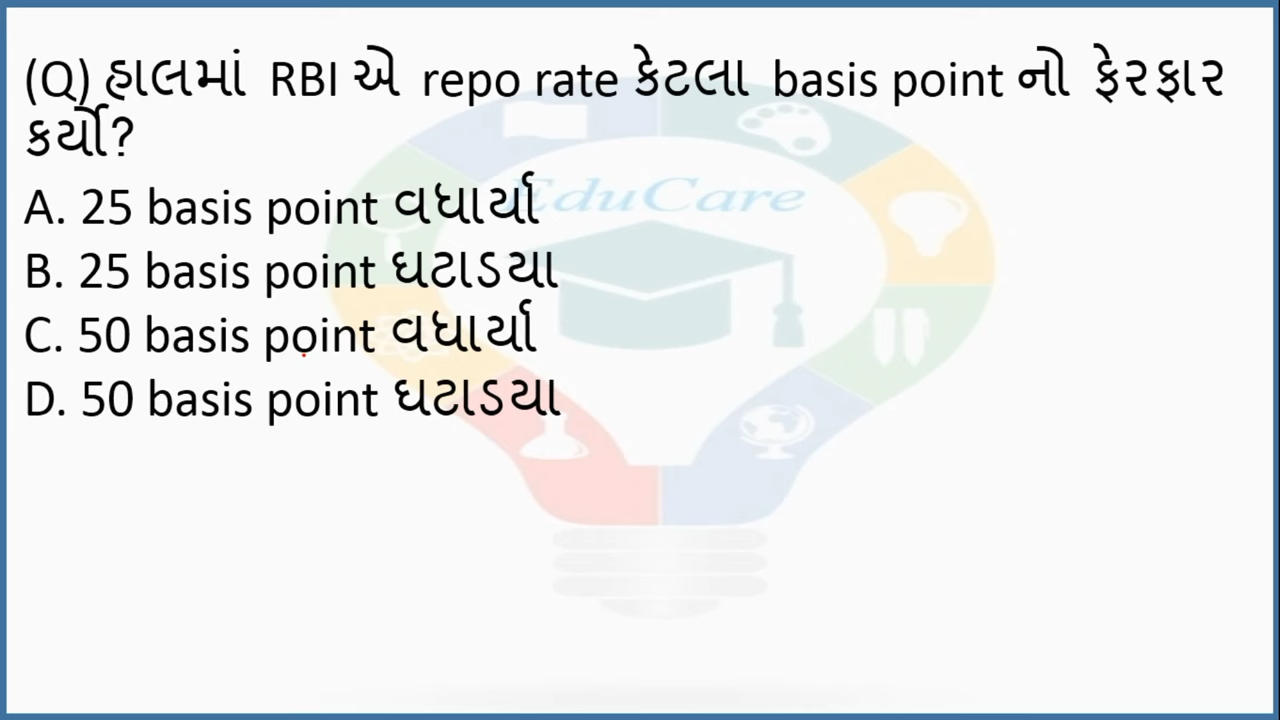 (Q) હાલમાં RBI એ repo rate કેટલા basis point નો ફેરફાર
કર્યો?
A. 25 basis point વધાર્યા
EduCare
B. 25 basis point ઘટાડયા
C. 50 basis point વધાર્યા
D. 50 basis point ઘટાડયા